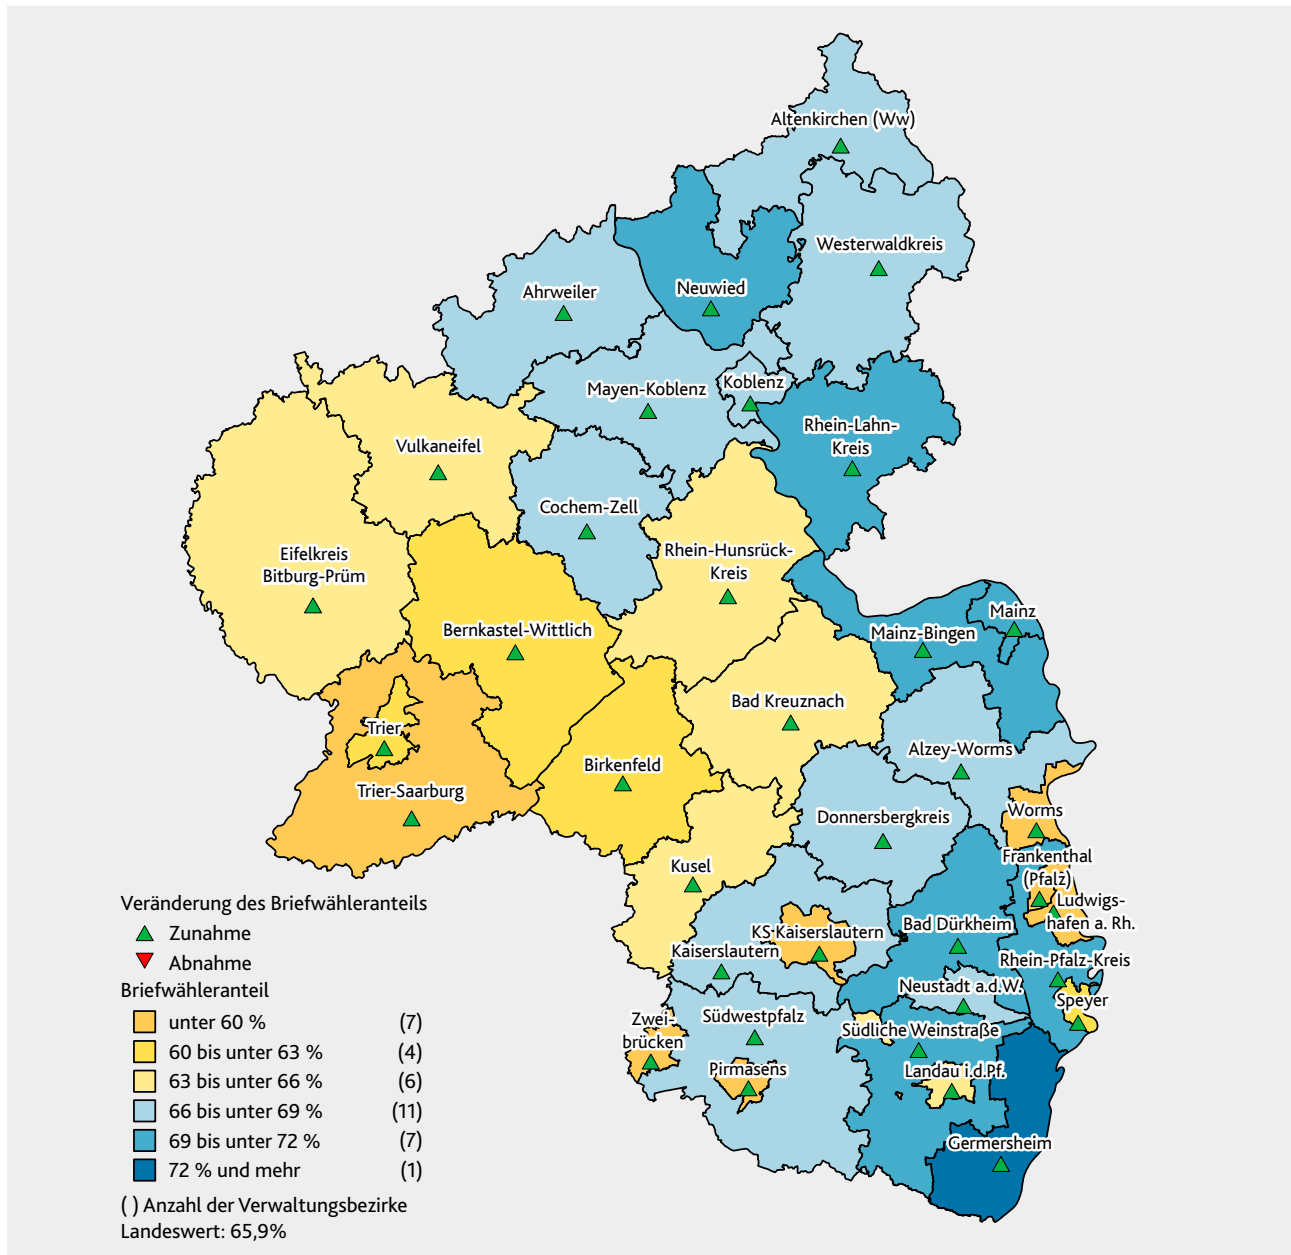 Altenkirchen (Ww)
Westerwaldkreis
Neuwied
Ahrweiler
Koblenz
Mayen-Koblenz
Rhein-Lahn-
Kreis
Vulkaneifel
Cochem-Zell
Eifelkreis
Bitburg-Prüm
Rhein-Hunsrück-
Kreis
Mainz
Bernkastel-Wittlich
Mainz-Bingen
Bad Kreuznach
Trier
Alzey-Worms
Birkenfeld
Trier-Saarburg
Worms
Donnersbergkreis
Frankenthal
(Pfalz)
Kusel
Ludwigs-
hafen a. Rh.
Bad Dürkheim
KS Kaiserslautern
Kaiserslautern
Rhein-Pfalz-Kreis
Neustadt a.d.W.
Speyer
Zwei-
brücken
Südwestpfalz
Südliche Weinstraße
Pirmasens
Landau i.d.Pf.
Germersheim
Veränderung des Briefwähleranteils
Zunahme
Abnahme
Briefwähleranteil
unter 60 % (7)
60 bis unter 63 % (4)
63 bis unter 66 % (6)
66 bis unter 69 % (11)
69 bis unter 72 % (7)
72 % und mehr (1)
( ) Anzahl der Verwaltungsbezirke
Landeswert: 65,9%